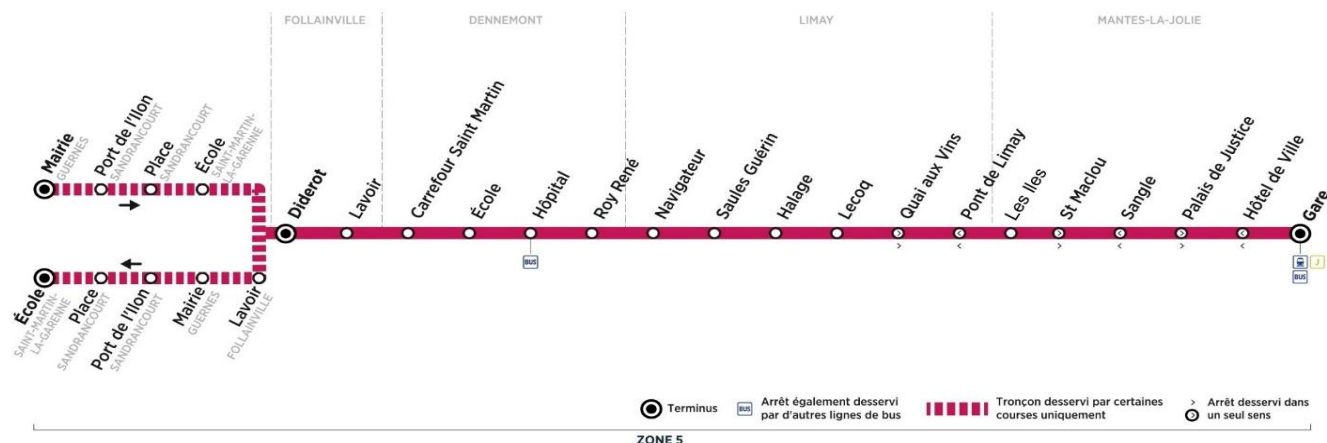 FOLLAINVILLE
DENNEMONT
LIMAY
MANTES-LA-JOLIE
Mairie
GUERNES
Port de l'Ilon
SANDRANCOURT
Place
SANDRANCOURT
École
SAINT-MARTIN-
LA-GARENNE
Diderot
Lavoir
Carrefour Saint Martin
École
Hôpital
Roy René
Navigateur
Saules Guérin
Halage
Lecoq
Quai aux Vins
Pont de Limay
Les Iles
St Maclou
Sangle
Palais de Justice
Hôtel de Ville
Gare
BUS
J
BUS
École
SAINT-MARTIN-
LA-GARENNE
Place
SANDRANCOURT
Port de l'Ilon
SANDRANCOURT
Mairie
GUERNES
Lavoir
FOLLAINVILLE
Terminus
BUS
Arrêt également desservi
par d'autres lignes de bus
Tronçon desservi par certaines
courses uniquement
Arrêt desservi dans
un seul sens
ZONE 5